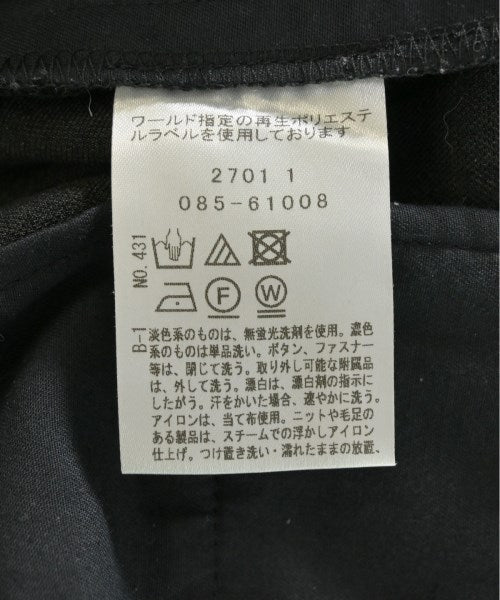 ワールド指定の再生ポリエステ
ルラベルを使用しております
2701 1
085-61008
NO.431
F
W
B-1
淡色系のものは、無蛍光洗剤を使用。濃色
系のものは単品洗い。ボタン、ファスナー
等は、閉じて洗う。取り外し可能な附属品
は、外して洗う。漂白は、漂白剤の指示に
したがう。汗をかいた場合、速やかに洗う。
アイロンは、当て布使用。ニットや毛足の
ある製品は、スチームでの浮かしアイロン
仕上げ。つけ置き洗い・濡れたままの放置、